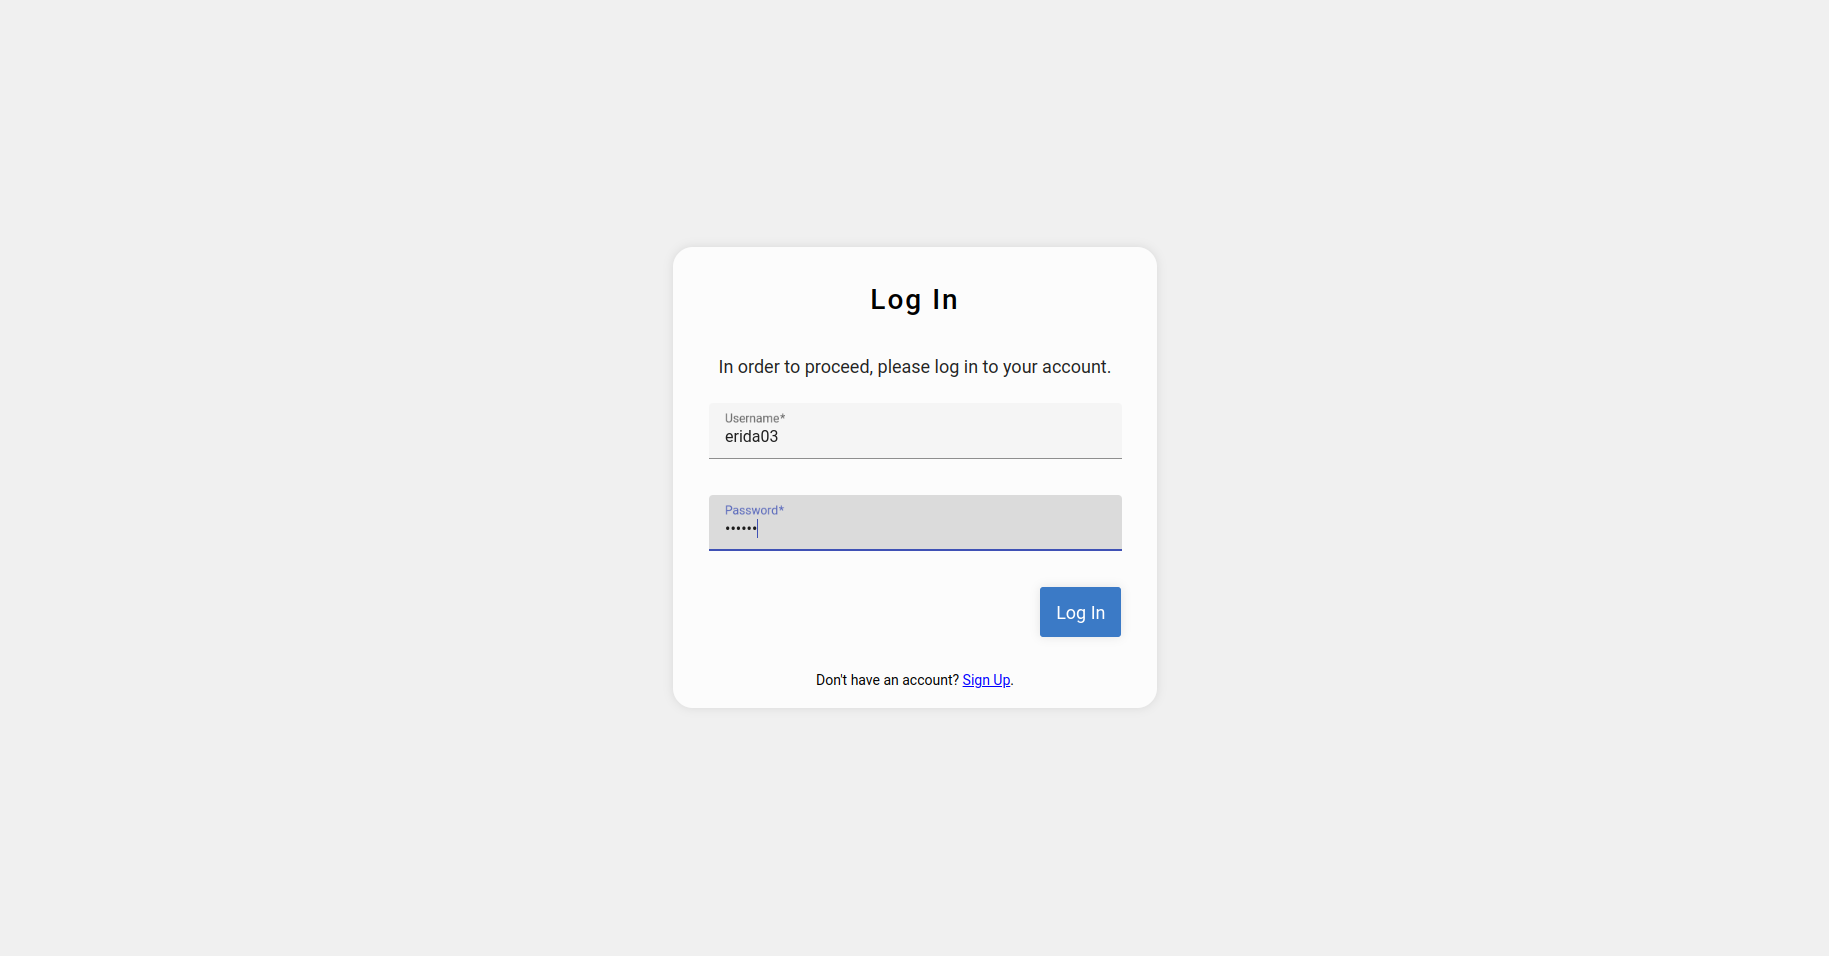 Log In
In order to proceed, please log in to your account.
Username*
erida03
Password*
••••••
Log In
Don't have an account? Sign Up.